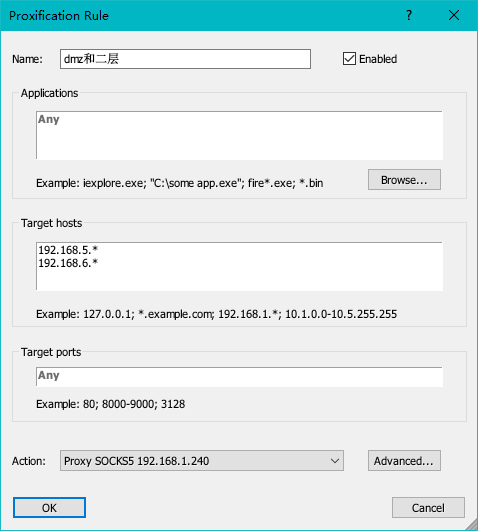 Proxification Rule
Name: dmz和二层 Enabled
Applications
Any
Example: iexplore.exe; "C:\some app.exe"; fire*.exe; *.bin Browse...
Target hosts
192.168.5.*
192.168.6.*
Example: 127.0.0.1; *.example.com; 192.168.1.*; 10.1.0.0-10.5.255.255
Target ports
Any
Example: 80; 8000-9000; 3128
Action: Proxy SOCKS5 192.168.1.240 Advanced...
OK Cancel